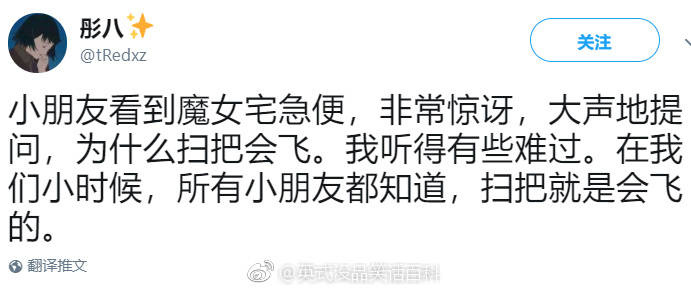 彤八✨
@tRedxz
关注
小朋友看到魔女宅急便，非常惊讶，大声地提
问，为什么扫把会飞。我听得有些难过。在我
们小时候，所有小朋友都知道，扫把就是会飞
的。
翻译推文
@英式没品笑话百科